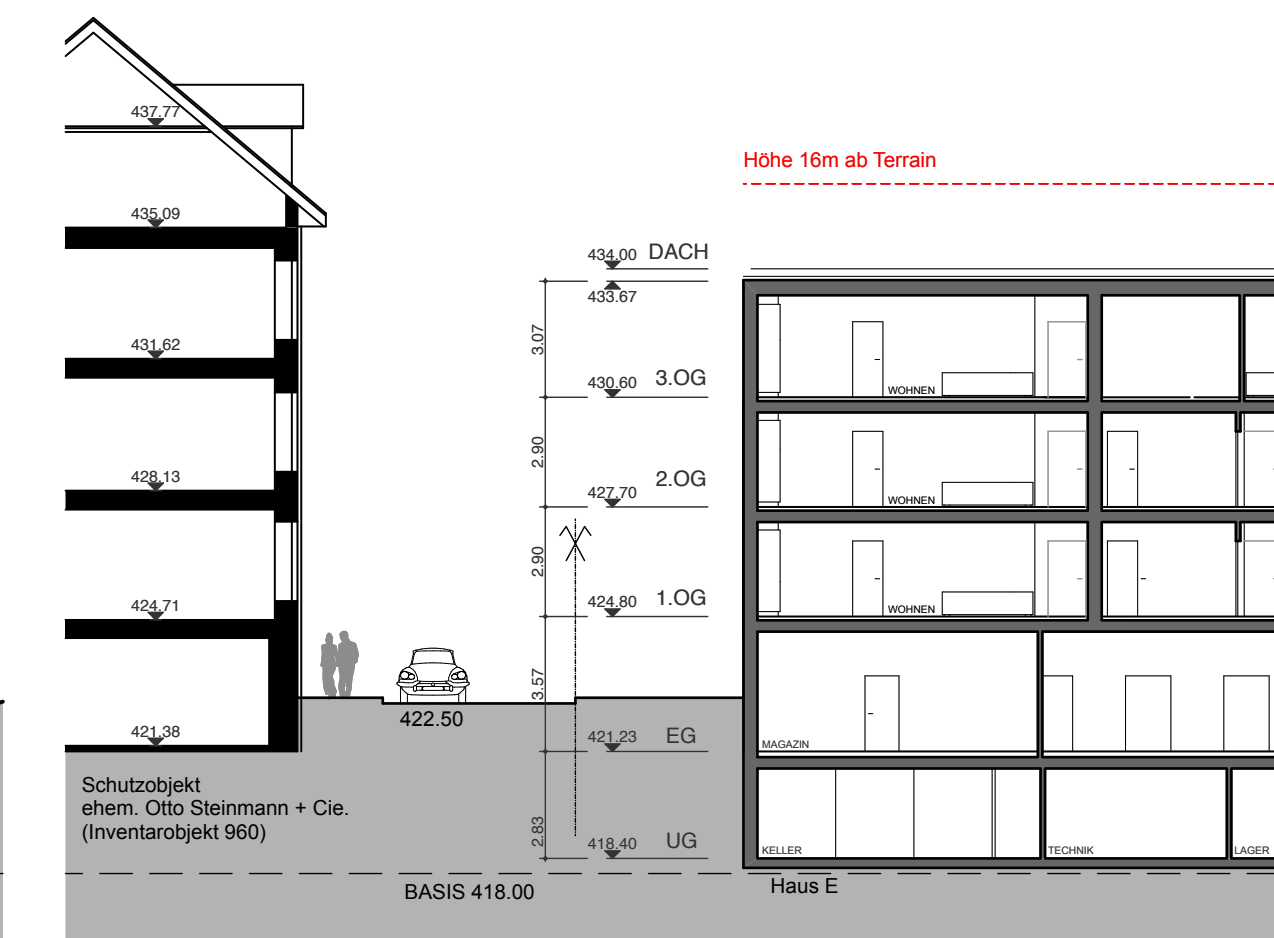 437.77
Höhe 16m ab Terrain
435.09
434.00 DACH
433.67
3.07
431.62
430.60 3.OG
WOHNEN
2.90
428.13
427.70 2.OG
WOHNEN
2.90
424.71
424.80 1.OG
WOHNEN
3.57
422.50
421.38
421.23 EG
MAGAZIN
Schutzobjekt
ehem. Otto Steinmann + Cie.
(Inventarobjekt 960)
2.83
418.40 UG
KELLER
TECHNIK
LAGER
BASIS 418.00
Haus E